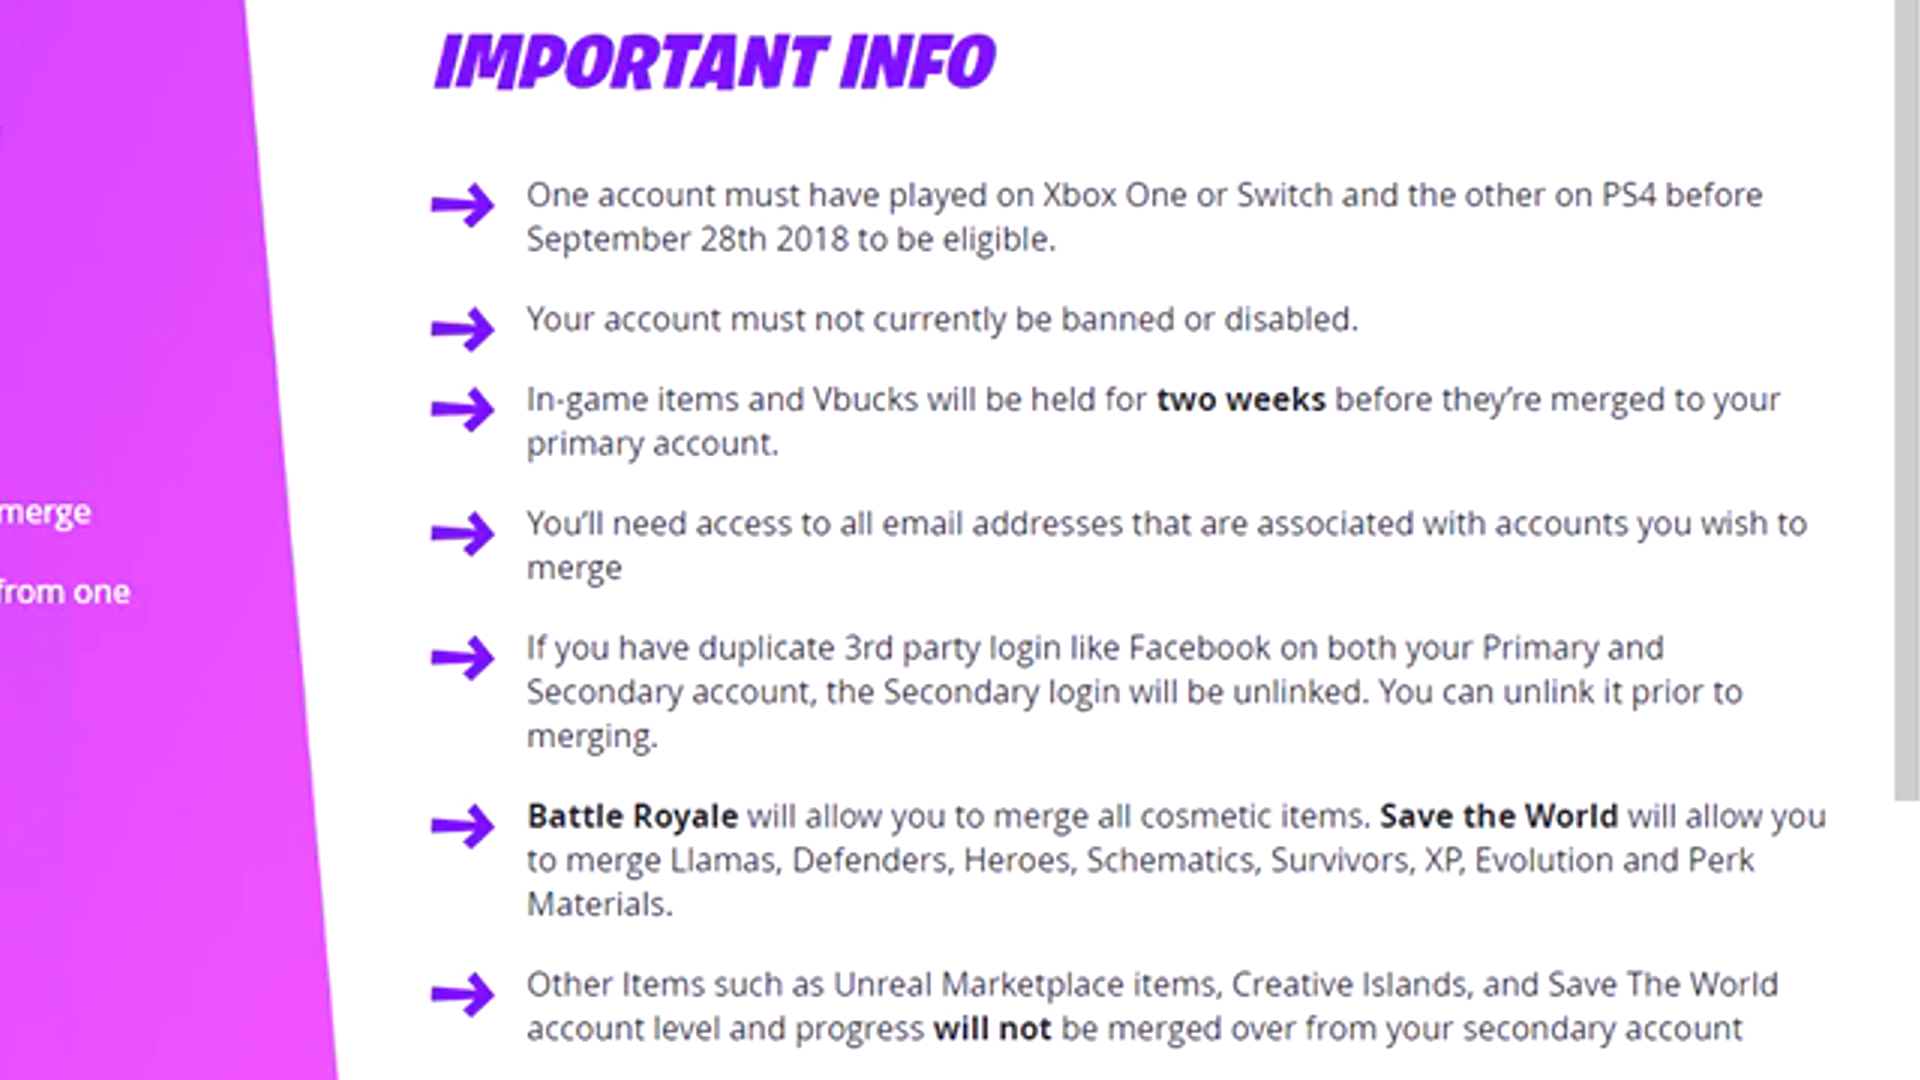 IMPORTANT INFO
One account must have played on Xbox One or Switch and the other on PS4 before
September 28th 2018 to be eligible.
Your account must not currently be banned or disabled.
In-game items and Vbucks will be held for two weeks before they’re merged to your
primary account.
You’ll need access to all email addresses that are associated with accounts you wish to
merge
If you have duplicate 3rd party login like Facebook on both your Primary and
Secondary account, the Secondary login will be unlinked. You can unlink it prior to
merging.
Battle Royale will allow you to merge all cosmetic items. Save the World will allow you
to merge Llamas, Defenders, Heroes, Schematics, Survivors, XP, Evolution and Perk
Materials.
Other Items such as Unreal Marketplace items, Creative Islands, and Save The World
account level and progress will not be merged over from your secondary account
merge
from one